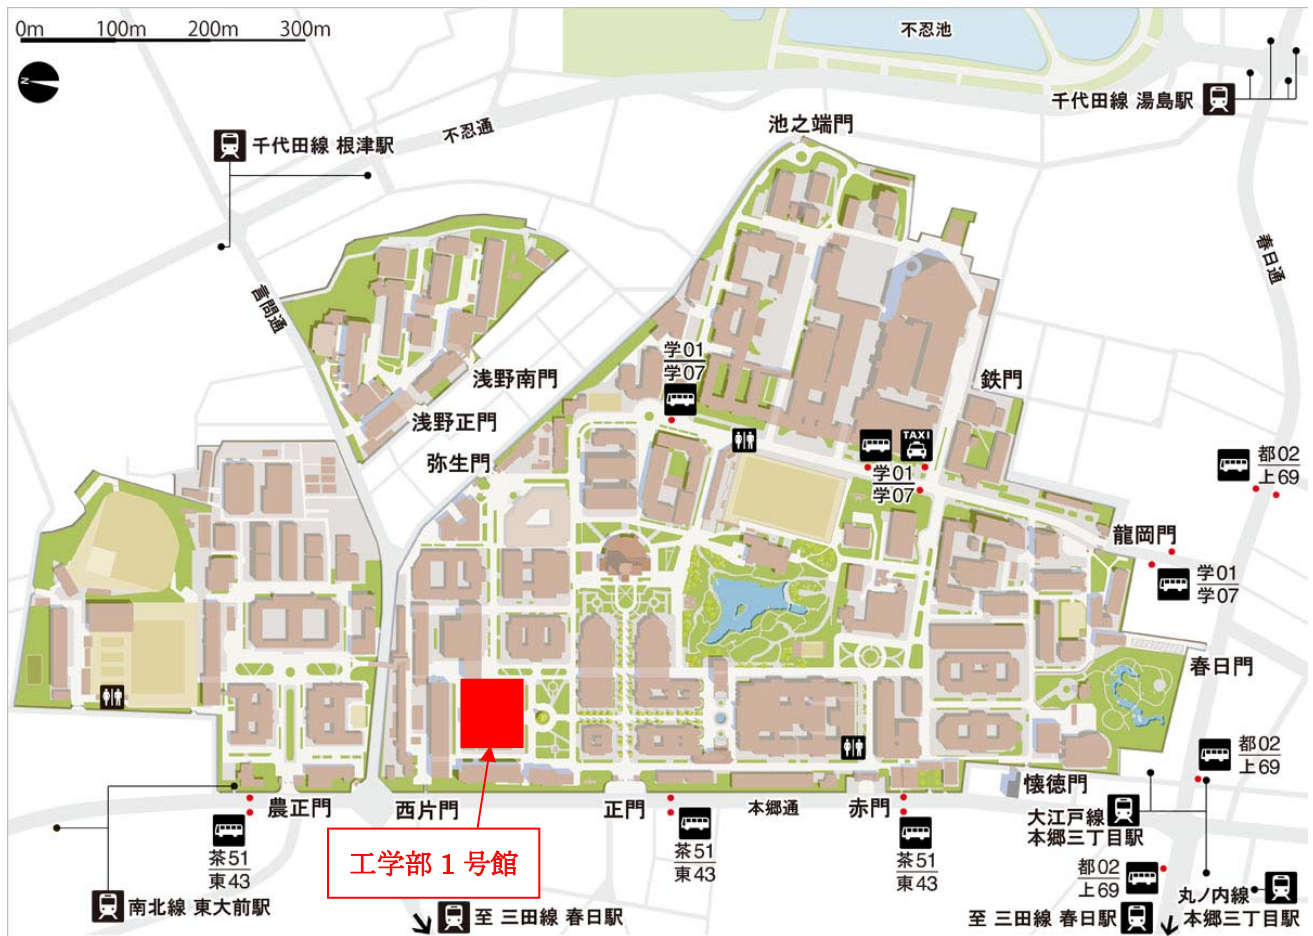 0m 100m 200m 300m
N
不忍池
千代田線 湯島駅
池之端門
不忍通
千代田線 根津駅
春日通
言問通
学01
学07
鉄門
浅野南門
浅野正門
弥生門
TAXI
学01
学07
都02
上69
龍岡門
学01
学07
春日門
都02
上69
懐徳門
農正門
西片門
正門
本郷通
赤門
大江戸線
本郷三丁目駅
茶51
東43
茶51
東43
茶51
東43
工学部1号館
都02
上69
丸ノ内線
本郷三丁目駅
南北線 東大前駅
至 三田線 春日駅
至 三田線 春日駅